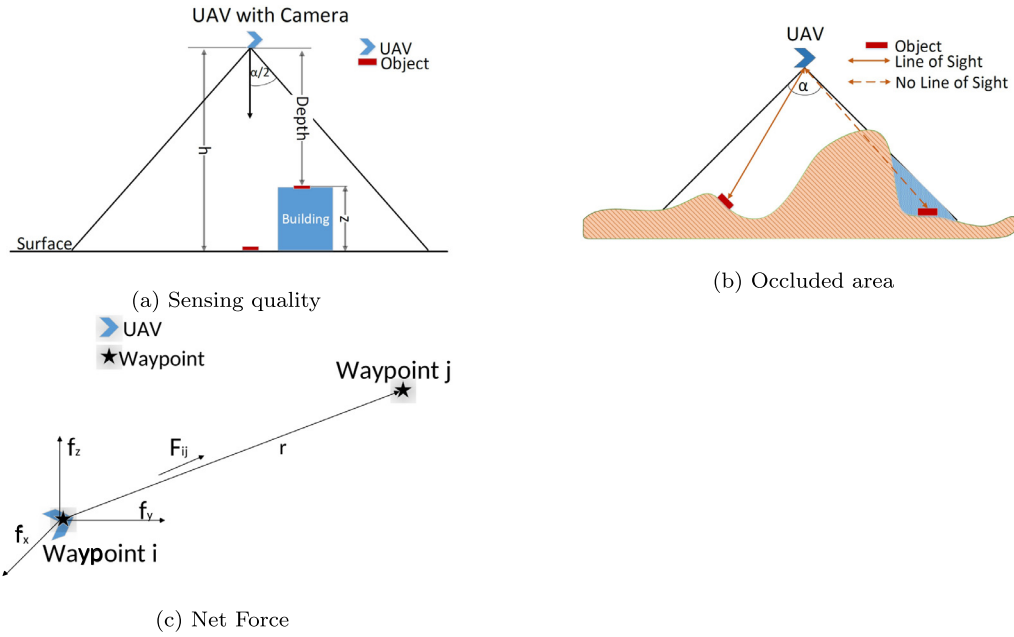 UAV with Camera
UAV
Object
α/2
Depth
h
Building
z
Surface
(a) Sensing quality
UAV
Object
Line of Sight
No Line of Sight
α
(b) Occluded area
UAV
Waypoint
Waypoint j
fz
Fij
r
fy
fx
Waypoint i
(c) Net Force